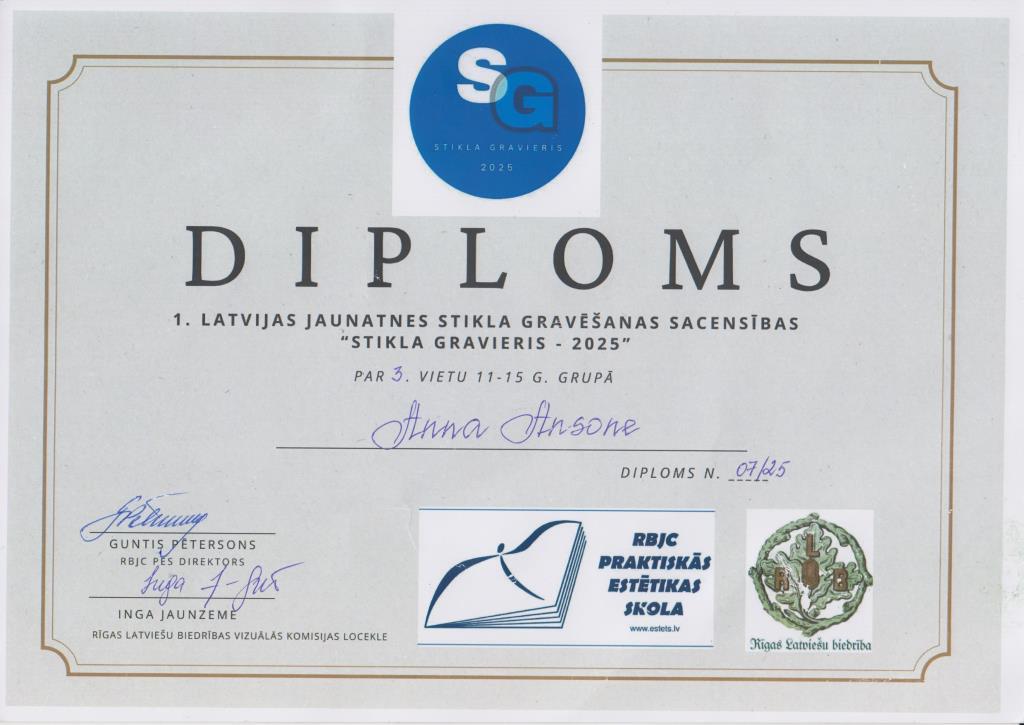 SG
STIKLA GRAVIERIS
2025
DIPLOMS
1. LATVIJAS JAUNATNES STIKLA GRAVĒŠANAS SACENSĪBAS
“STIKLA GRAVIERIS - 2025”
PAR 3. VIETU 11-15 G. GRUPĀ
Anna Ansone
DIPLOMS N. 07/25
GUNTIS PĒTERSONS
RBJC PĒS DIREKTORS
INGA JAUNZEME
RĪGAS LATVIEŠU BIEDRĪBAS VIZUĀLĀS KOMISIJAS LOCEKLE
RBJC
PRAKTISKĀS
ESTĒTIKAS
SKOLA
www.estets.lv
L
R B B
Rīgas Latviešu biedrība